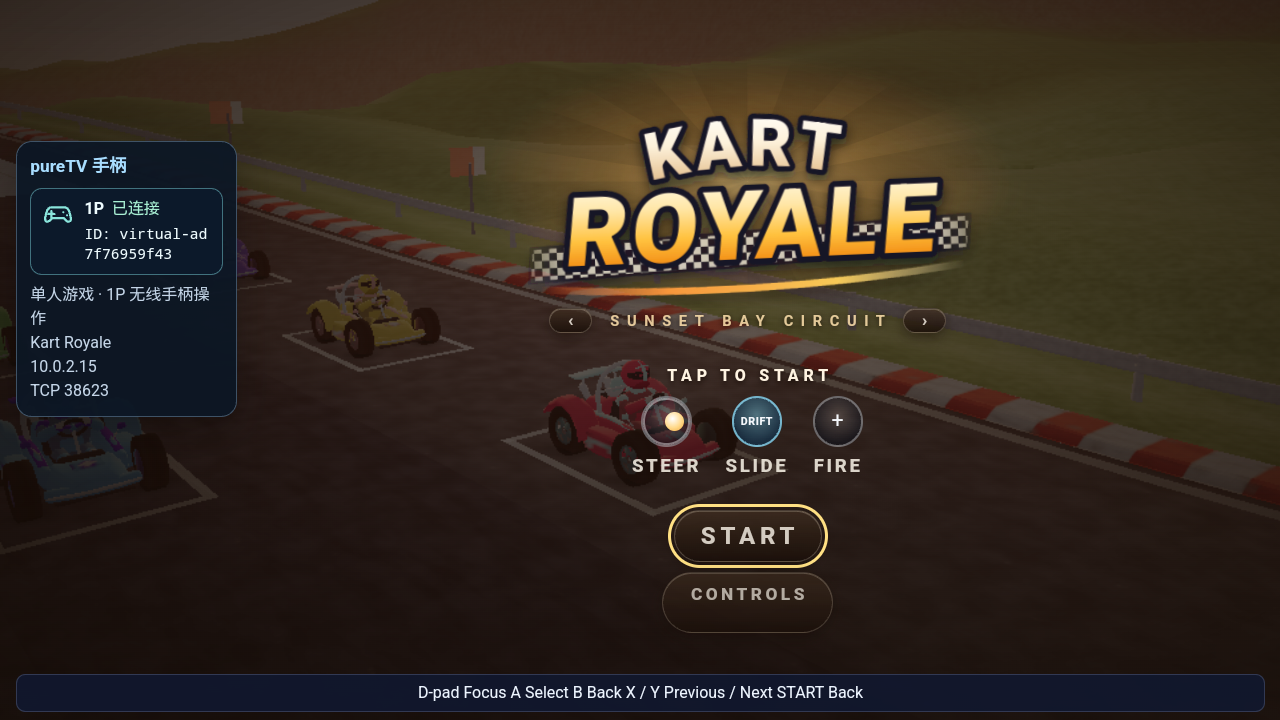 KART
ROYALE
pureTV 手柄
1P 已连接
ID: virtual-ad
7f76959f43
单人游戏 · 1P 无线手柄操
作
Kart Royale
10.0.2.15
TCP 38623
‹ SUNSET BAY CIRCUIT ›
TAP TO START
DRIFT +
STEER SLIDE FIRE
START
CONTROLS
D-pad Focus A Select B Back X / Y Previous / Next START Back